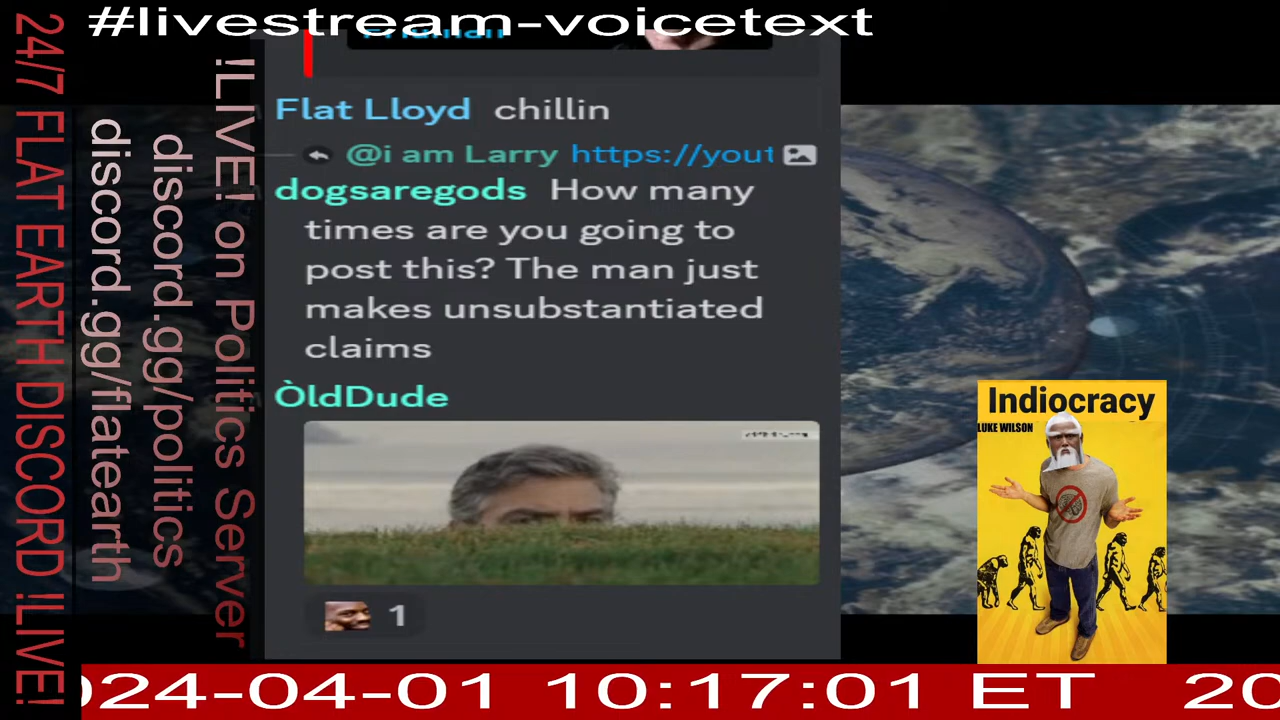 #livestream-voicetext
24/7 FLAT EARTH DISCORD !LIVE!
discord.gg/flatearth
discord.gg/politics
!LIVE! on Politics Server
Flat Lloyd chillin
@i am Larry https://yout
dogsaregods How many
times are you going to
post this? The man just
makes unsubstantiated
claims
ÒldDude
1
Indiocracy
LUKE WILSON
024-04-01 10:17:01 ET 20